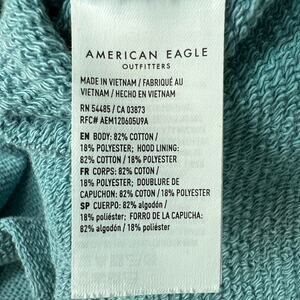 AMERICAN EAGLE
OUTFITTERS
MADE IN VIETNAM / FABRIQUÉ AU
VIETNAM / HECHO EN VIETNAM
RN 54485 / CA 03873
RFC# AEM120605U9A
EN BODY: 82% COTTON /
18% POLYESTER; HOOD LINING:
82% COTTON / 18% POLYESTER
FR CORPS: 82% COTON /
18% POLYESTER; DOUBLURE DE
CAPUCHON: 82% COTON / 18% POLYESTER
SP CUERPO: 82% algodón /
18% poliéster; FORRO DE LA CAPUCHA:
82% algodón / 18% poliéster